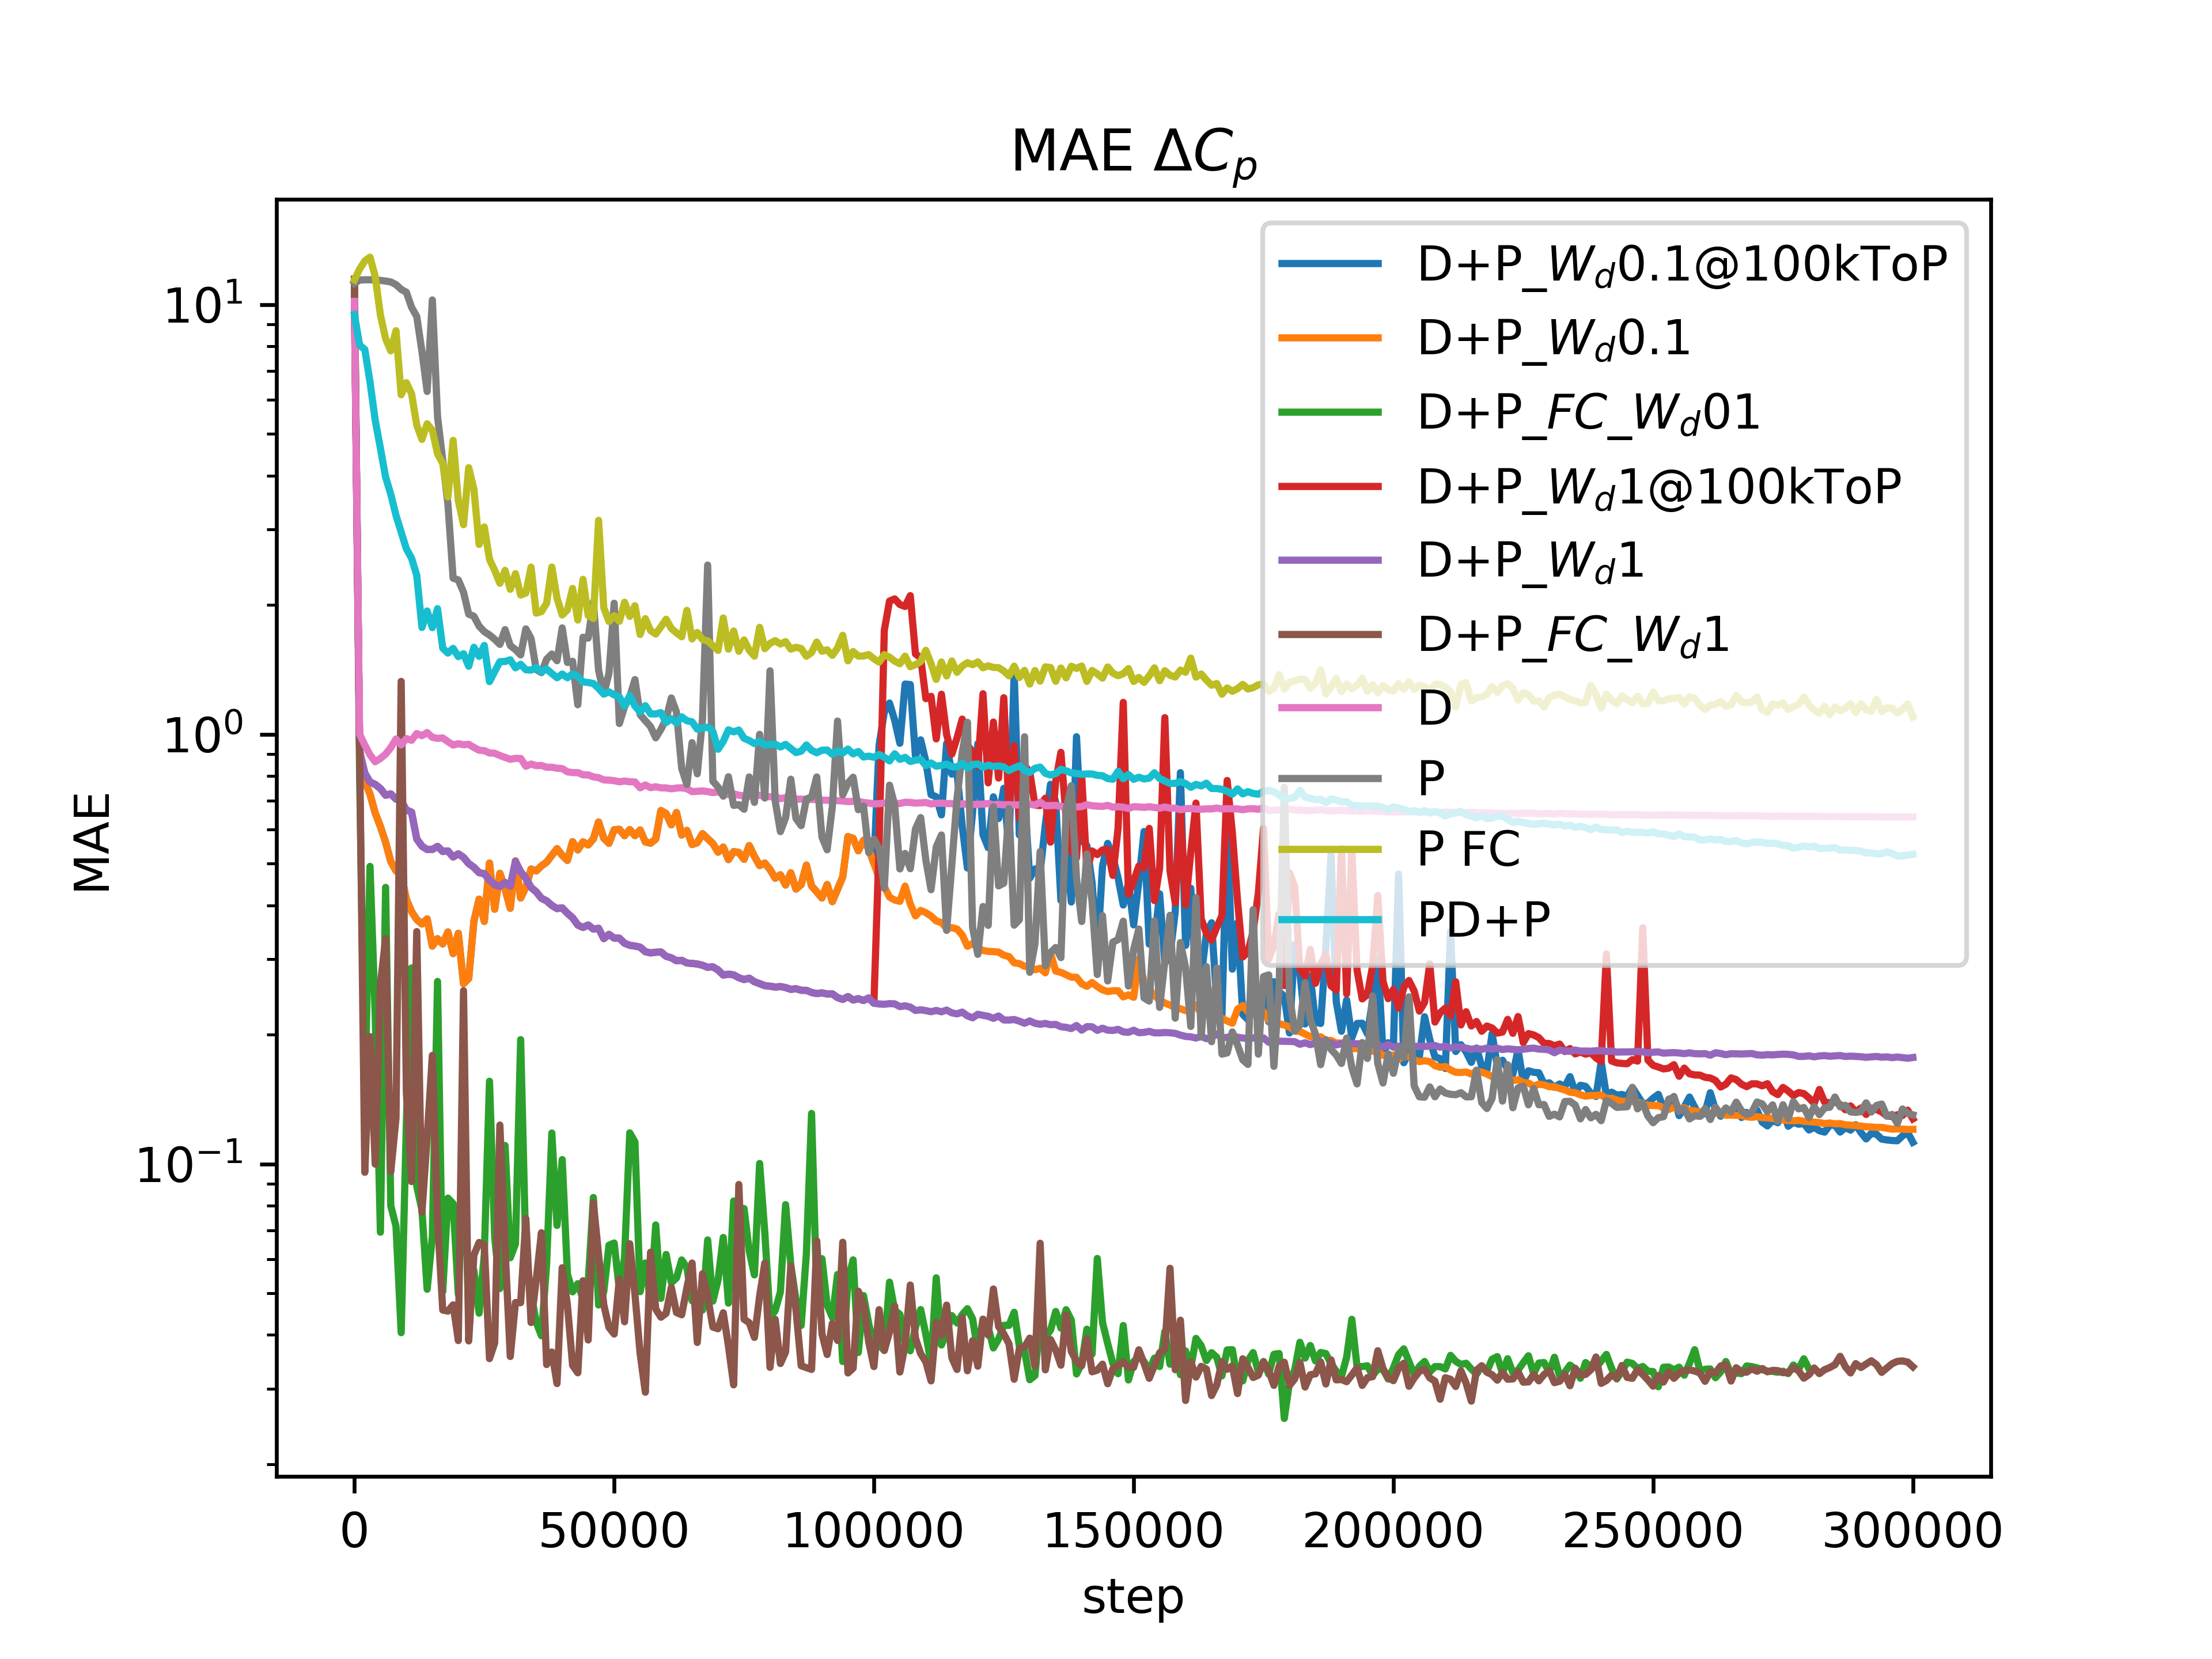 MAE ΔC_p
MAE
10^1
10^0
10^−1
D+P_W_d0.1@100kToP
D+P_W_d0.1
D+P_FC_W_d01
D+P_W_d1@100kToP
D+P_W_d1
D+P_FC_W_d1
D
P
P FC
PD+P
0 50000 100000 150000 200000 250000 300000
step